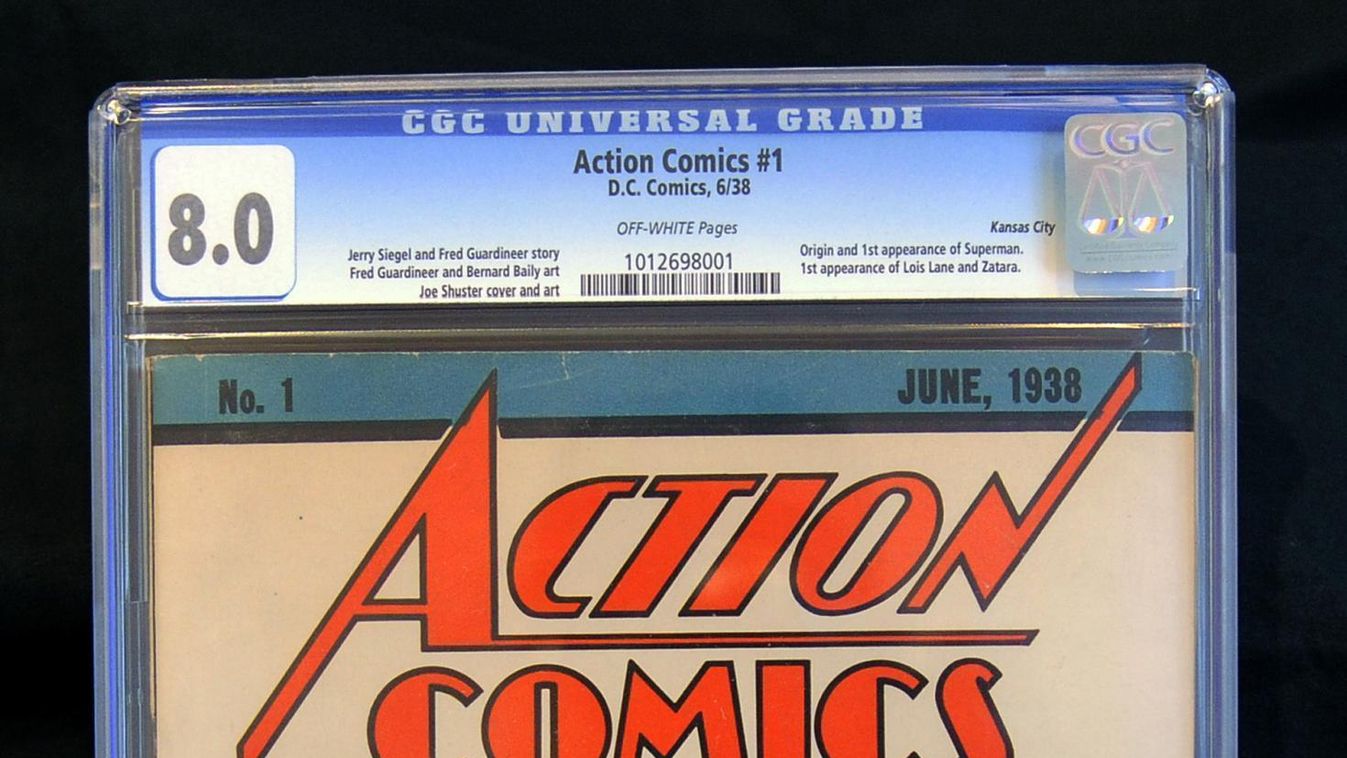 CGC UNIVERSAL GRADE
CGC
8.0
Action Comics #1
D.C. Comics, 6/38
OFF-WHITE Pages
Kansas City
Jerry Siegel and Fred Guardineer story
Fred Guardineer and Bernard Baily art
Joe Shuster cover and art
1012698001
Origin and 1st appearance of Superman.
1st appearance of Lois Lane and Zatara.
No. 1
JUNE, 1938
ACTION
COMICS